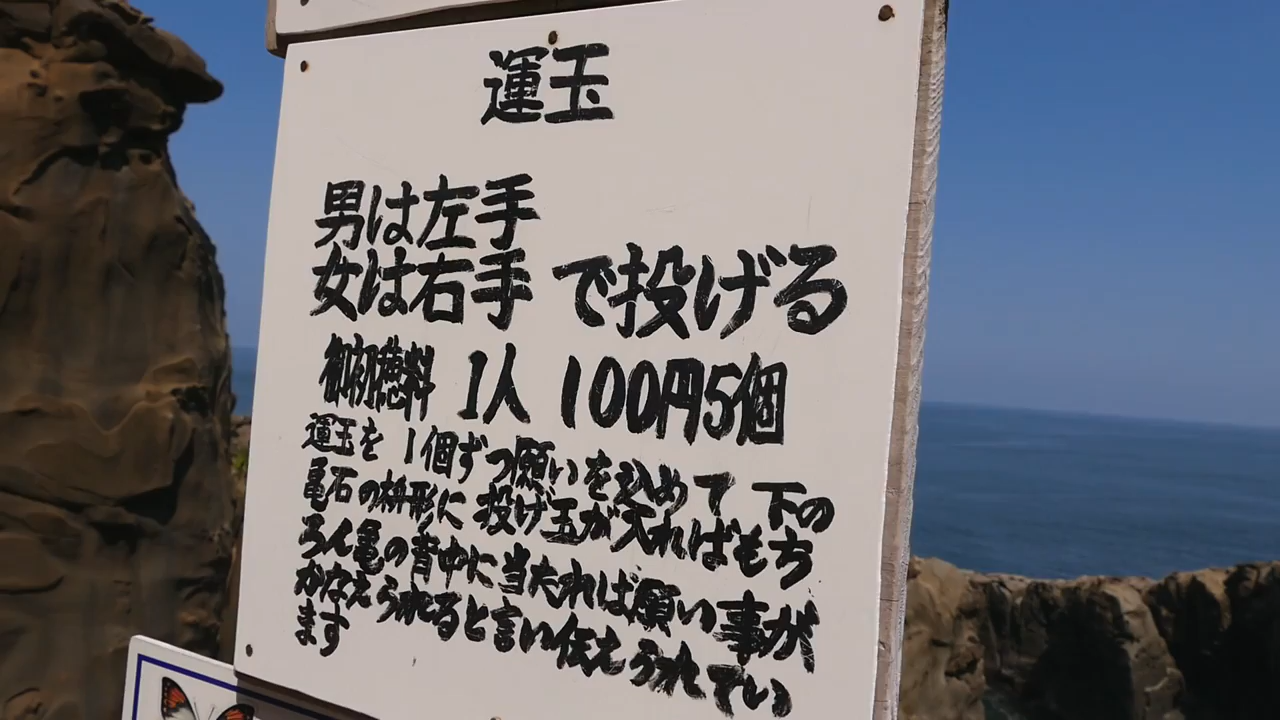 運玉
男は左手
女は右手 で投げる
御初穂料 1人 100円5個
運玉を 1個ずつ願いを込めて 下の
亀石の枡形に 投げ玉が入ればもち
ろん亀の背中に当たれば願い事が
かなえられると言い伝えられてい
ます